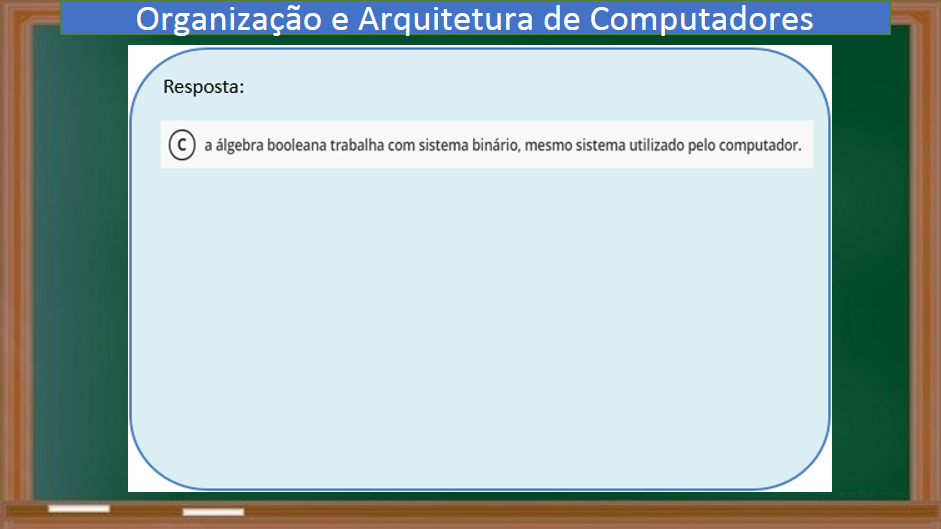 Organização e Arquitetura de Computadores
Resposta:
C a álgebra booleana trabalha com sistema binário, mesmo sistema utilizado pelo computador.